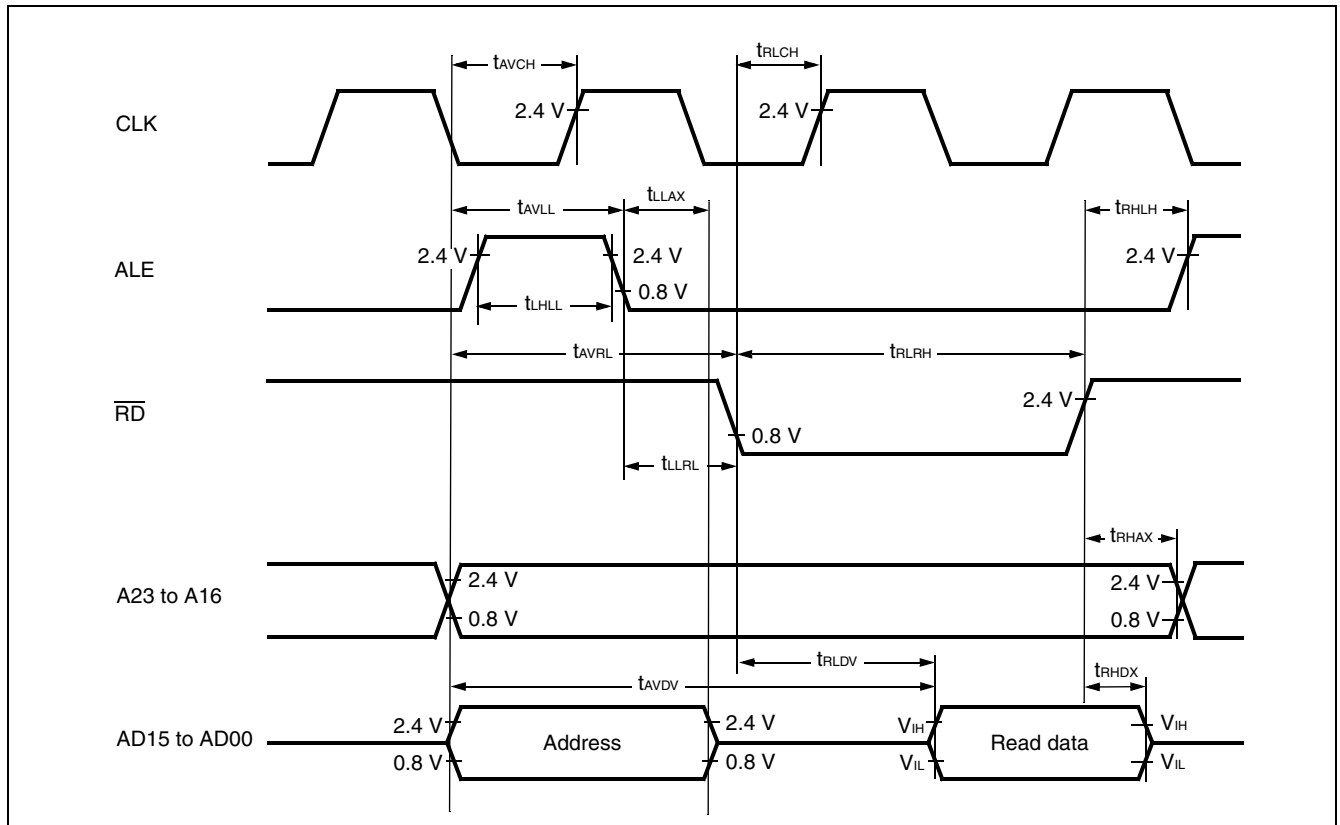 tAVCH
tRLCH
2.4 V
2.4 V
CLK
tAVLL
tLLAX
tRHLH
2.4 V
2.4 V
2.4 V
ALE
0.8 V
tLHLL
tAVRL
tRLRH
RD
2.4 V
0.8 V
tLLRL
tRHAX
A23 to A16
2.4 V
2.4 V
0.8 V
0.8 V
tRLDV
tRHDX
tAVDV
AD15 to AD00
2.4 V
Address
2.4 V
VIH
Read data
VIH
0.8 V
0.8 V
VIL
VIL